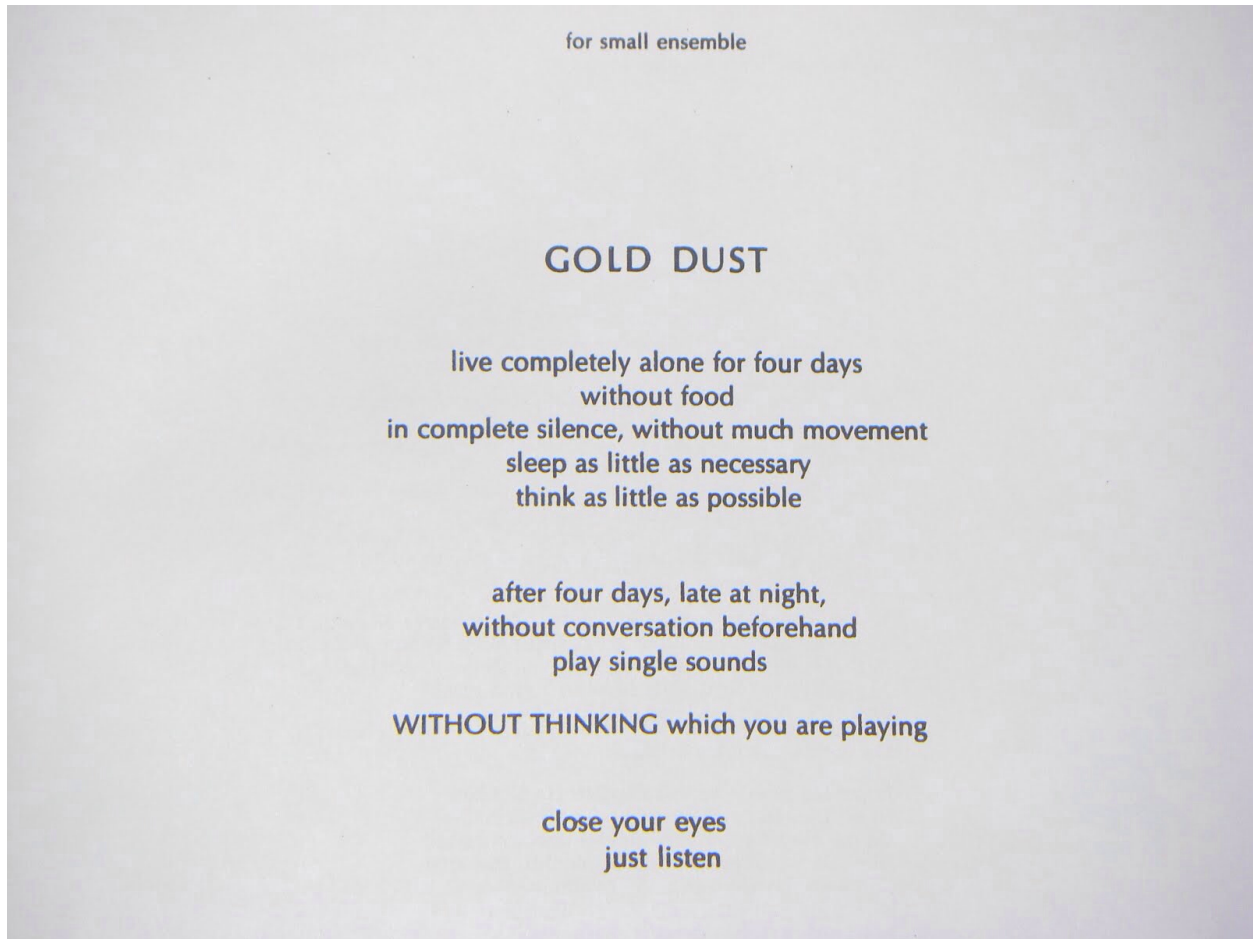 for small ensemble
GOLD DUST
live completely alone for four days
without food
in complete silence, without much movement
sleep as little as necessary
think as little as possible
after four days, late at night,
without conversation beforehand
play single sounds
WITHOUT THINKING which you are playing
close your eyes
just listen